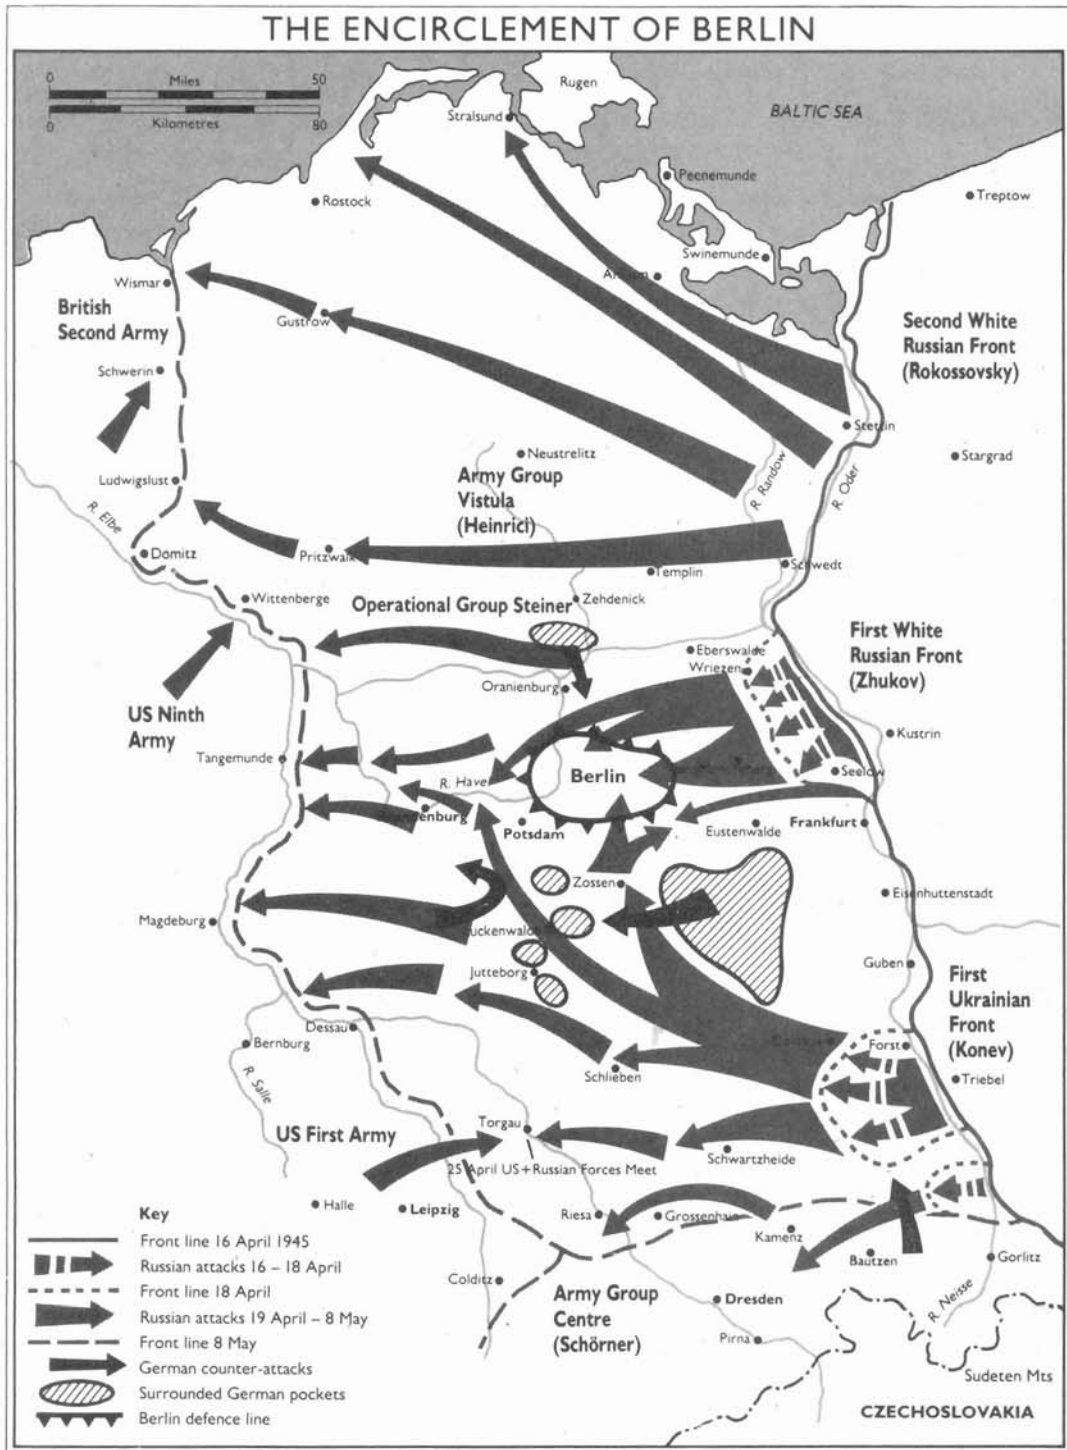 THE ENCIRCLEMENT OF BERLIN
0 Miles 50
0 Kilometres 80
Rugen
BALTIC SEA
Stralsund
Peenemunde
Treptow
Rostock
Swinemunde
Wismar
British
Second Army
Gustrow
Second White
Russian Front
(Rokossovsky)
Schwerin
Stettin
Neustrelitz
Stargrad
Army Group
Vistula
(Heinrici)
R. Randow
R. Oder
Ludwigslust
R. Elbe
Domitz
Pritzwalk
Templin
Schwedt
Wittenberge
Operational Group Steiner
Zehdenick
First White
Russian Front
(Zhukov)
Eberswalde
Wriezen
Oranienburg
US Ninth
Army
Kustrin
Tangemunde
Berlin
Seelow
R. Havel
Brandenburg
Potsdam
Eustenwalde
Frankfurt
Zossen
Eisenhuttenstadt
Magdeburg
Luckenwalde
Guben
Jutteborg
First
Ukrainian
Front
(Konev)
Dessau
Bernburg
Forst
R. Salle
Schlieben
Triebel
US First Army
Torgau
25 April US+Russian Forces Meet
Schwartzheide
Halle
Leipzig
Riesa
Grossenhain
Kamenz
Bautzen
Gorlitz
Colditz
Army Group
Centre
(Schörner)
Dresden
Pirna
R. Neisse
Sudeten Mts
CZECHOSLOVAKIA
Key
Front line 16 April 1945
Russian attacks 16 – 18 April
Front line 18 April
Russian attacks 19 April – 8 May
Front line 8 May
German counter-attacks
Surrounded German pockets
Berlin defence line